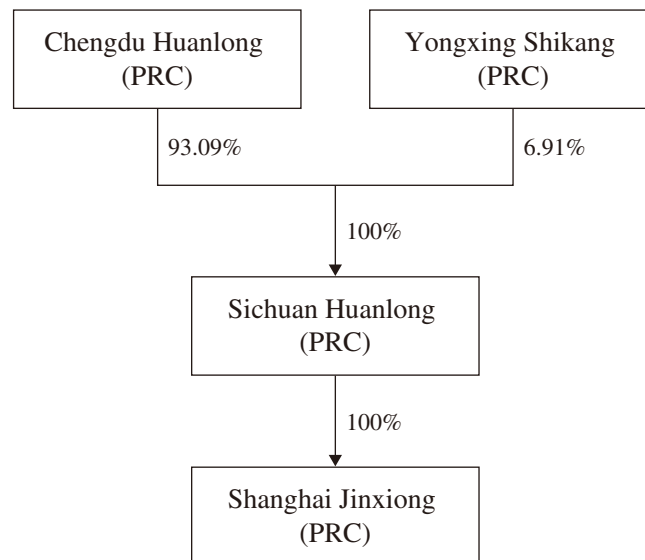 Chengdu Huanlong
(PRC)
Yongxing Shikang
(PRC)
93.09%
6.91%
100%
Sichuan Huanlong
(PRC)
100%
Shanghai Jinxiong
(PRC)